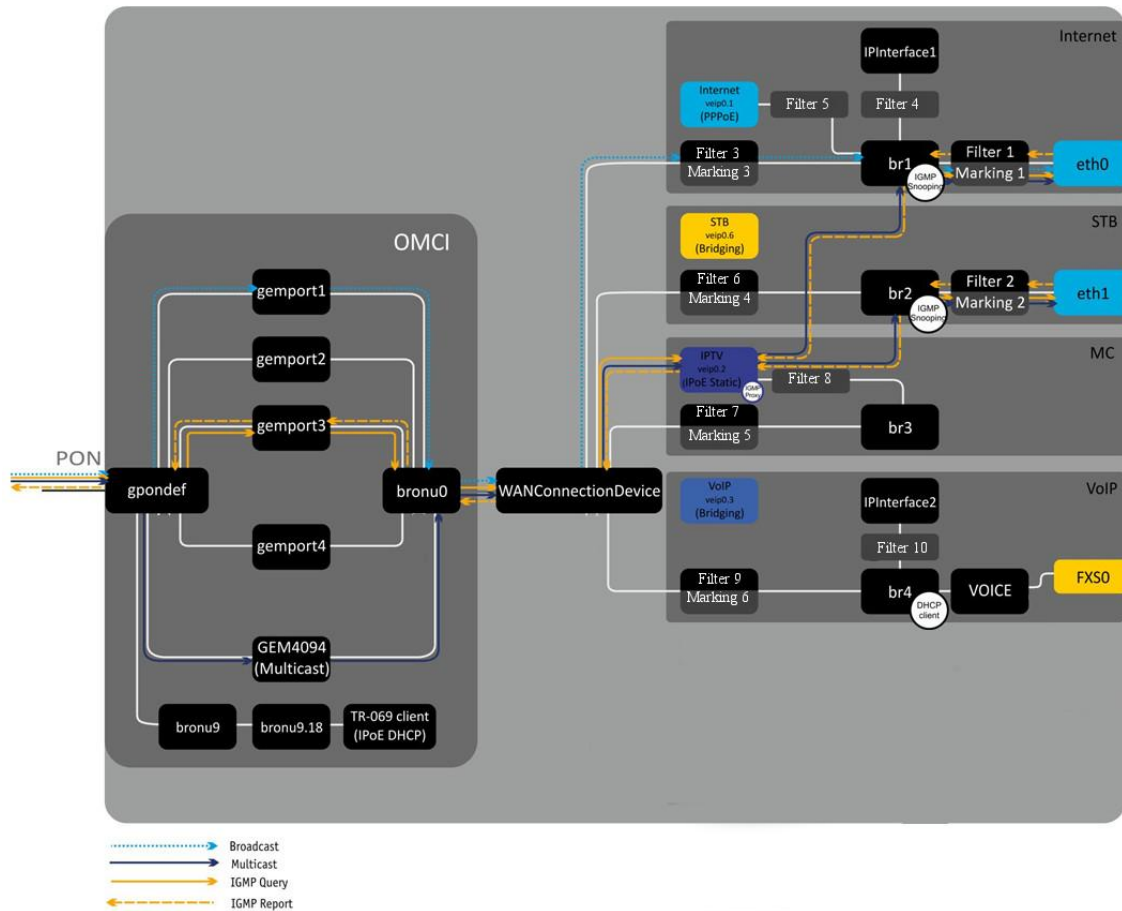 Internet
IPInterface1
Internet
veip0.1
(PPPoE)
Filter 5
Filter 4
Filter 3
Marking 3
br1
IGMP
Snooping
Filter 1
Marking 1
eth0
STB
STB
veip0.6
(Bridging)
Filter 6
Marking 4
br2
IGMP
Snooping
Filter 2
Marking 2
eth1
MC
IPTV
veip0.2
(IPoE Static)
IGMP
Proxy
Filter 8
Filter 7
Marking 5
br3
VoIP
VoIP
veip0.3
(Bridging)
IPInterface2
Filter 10
Filter 9
Marking 6
br4
DHCP
client
VOICE
FXS0
OMCI
gemport1
gemport2
gemport3
PON
gpondef
bronu0
WANConnectionDevice
gemport4
GEM4094
(Multicast)
bronu9
bronu9.18
TR-069 client
(IPoE DHCP)
Broadcast
Multicast
IGMP Query
IGMP Report